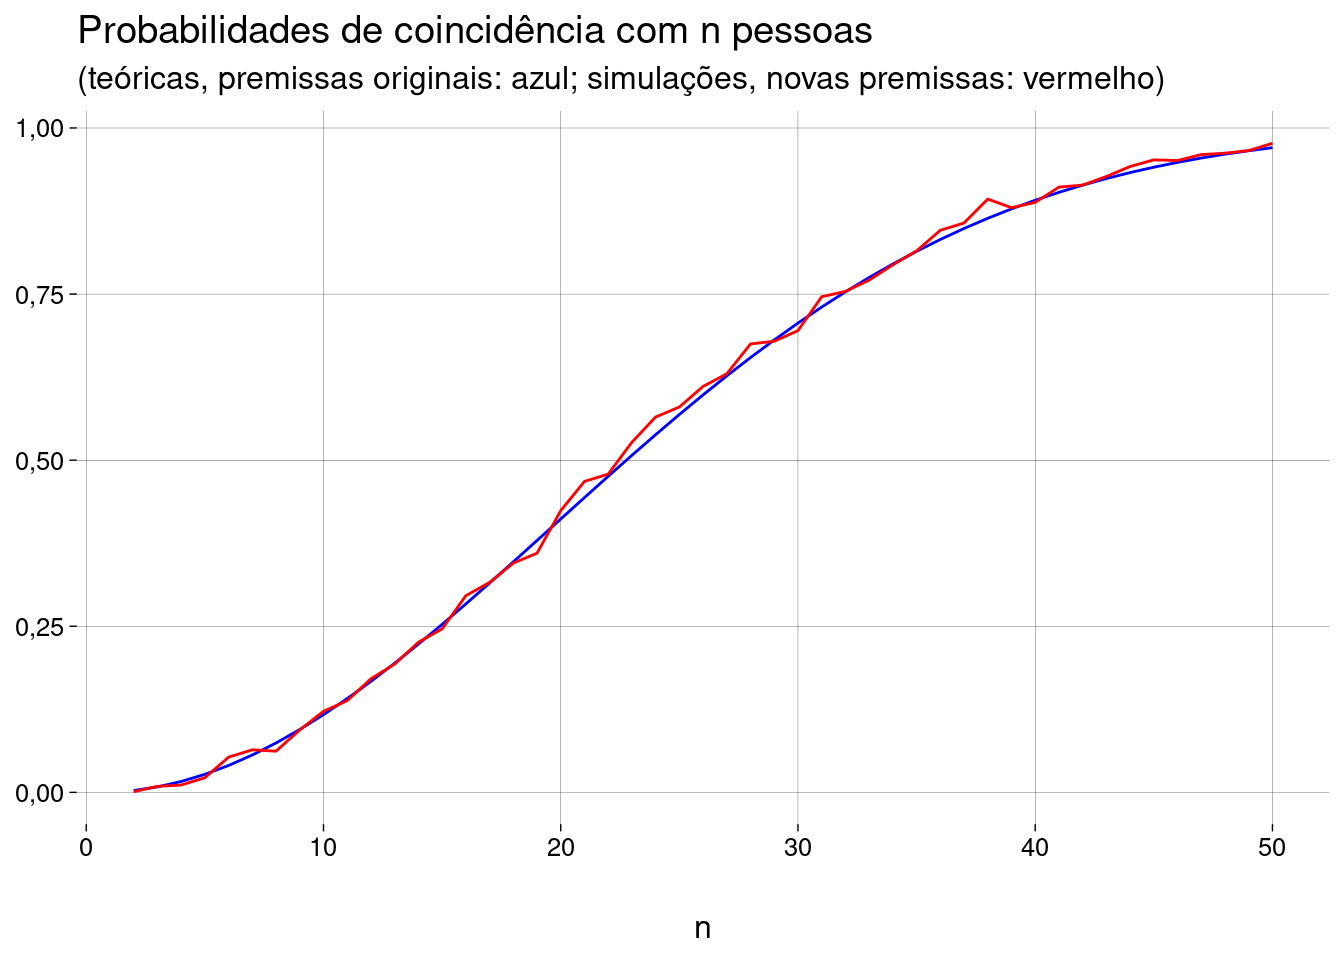 Probabilidades de coincidência com n pessoas
(teóricas, premissas originais: azul; simulações, novas premissas: vermelho)
1,00
0,75
0,50
0,25
0,00
0 10 20 30 40 50
n